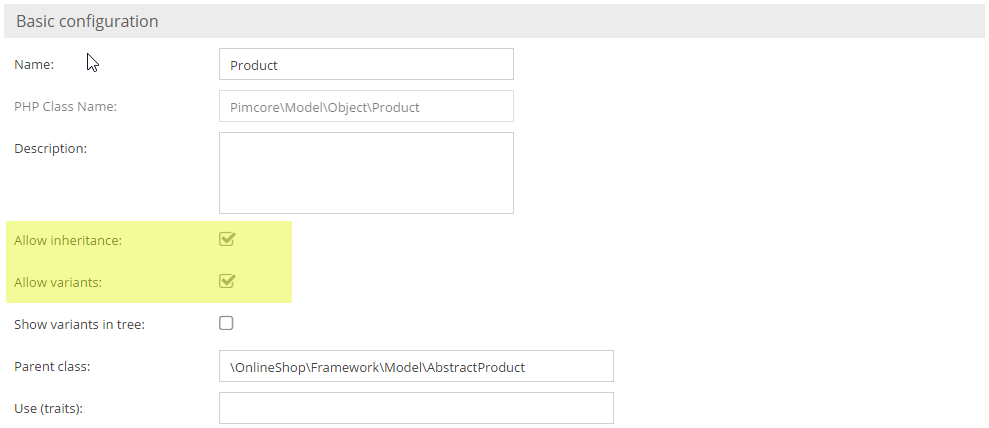 Basic configuration
Name: Product
PHP Class Name: Pimcore\Model\Object\Product
Description:
Allow inheritance:
Allow variants:
Show variants in tree:
Parent class: \OnlineShop\Framework\Model\AbstractProduct
Use (traits):